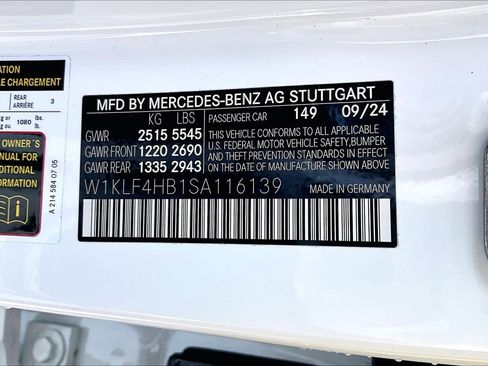 ATION
E CHARGEMENT
REAR
ARRIÈRE
3
kg or
1080 lbs.
OWNER´S
MANUAL FOR
ADDITIONAL
FORMATION
i
A 214 584 07 05
MFD BY MERCEDES-BENZ AG STUTTGART
KG LBS PASSENGER CAR 149 09/24
GVWR 2515 5545
GAWR FRONT 1220 2690
GAWR REAR 1335 2943
THIS VEHICLE CONFORMS TO ALL APPLICABLE
U.S. FEDERAL MOTOR VEHICLE SAFETY,BUMPER
AND THEFT PREVENTION STANDARDS IN EFFECT
ON THE DATE OF MANUFACTURE SHOWN ABOVE
W1KLF4HB1SA116139 MADE IN GERMANY